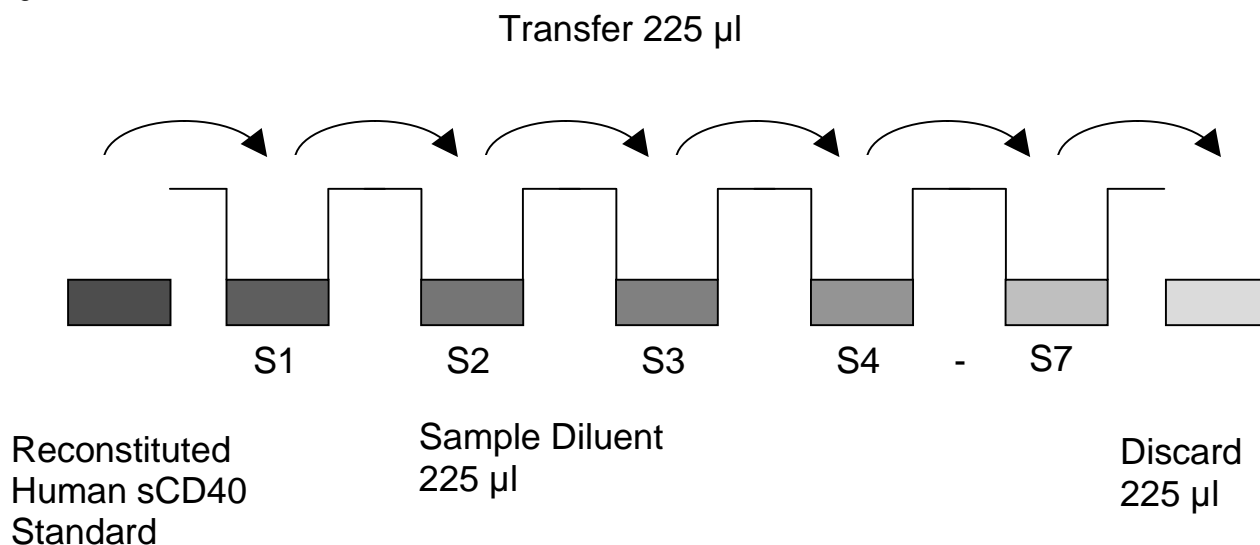 Transfer 225 µl
S1 S2 S3 S4 - S7
Reconstituted
Human sCD40
Standard
Sample Diluent
225 µl
Discard
225 µl